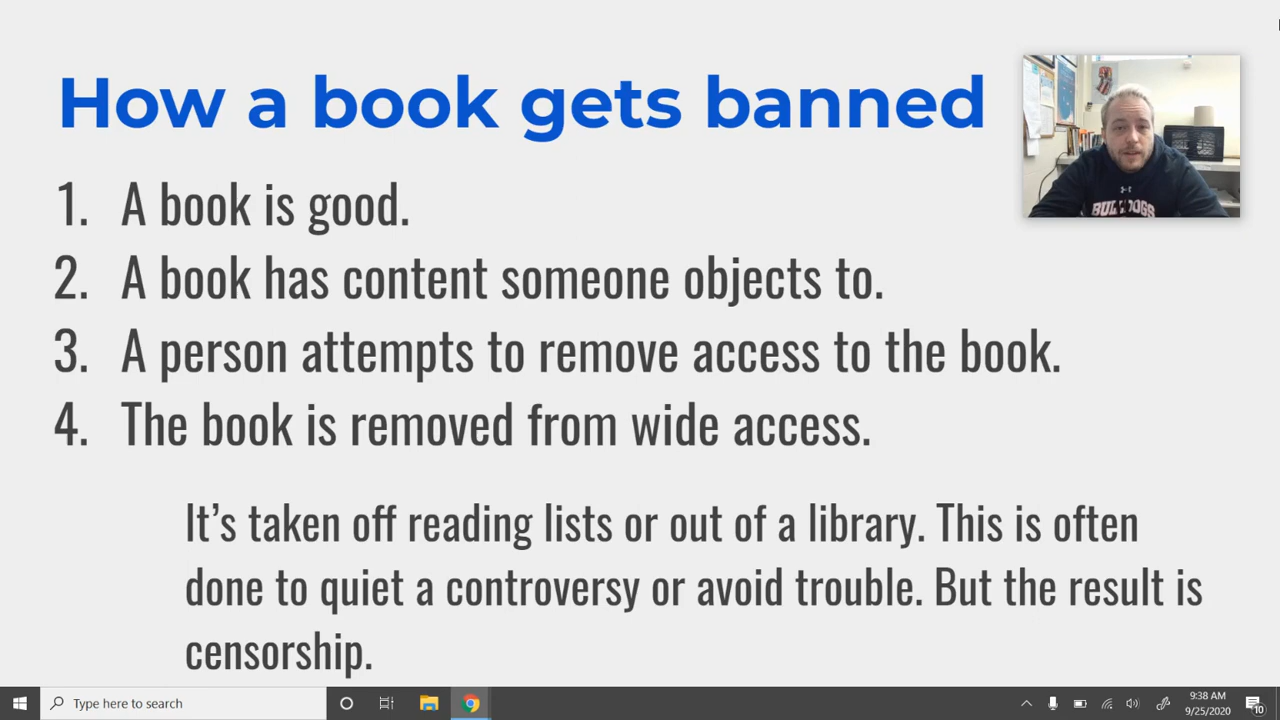 How a book gets banned
1. A book is good.
2. A book has content someone objects to.
3. A person attempts to remove access to the book.
4. The book is removed from wide access.
It's taken off reading lists or out of a library. This is often
done to quiet a controversy or avoid trouble. But the result is
censorship.
BULLDOGS
Type here to search
9:38 AM
9/25/2020
10